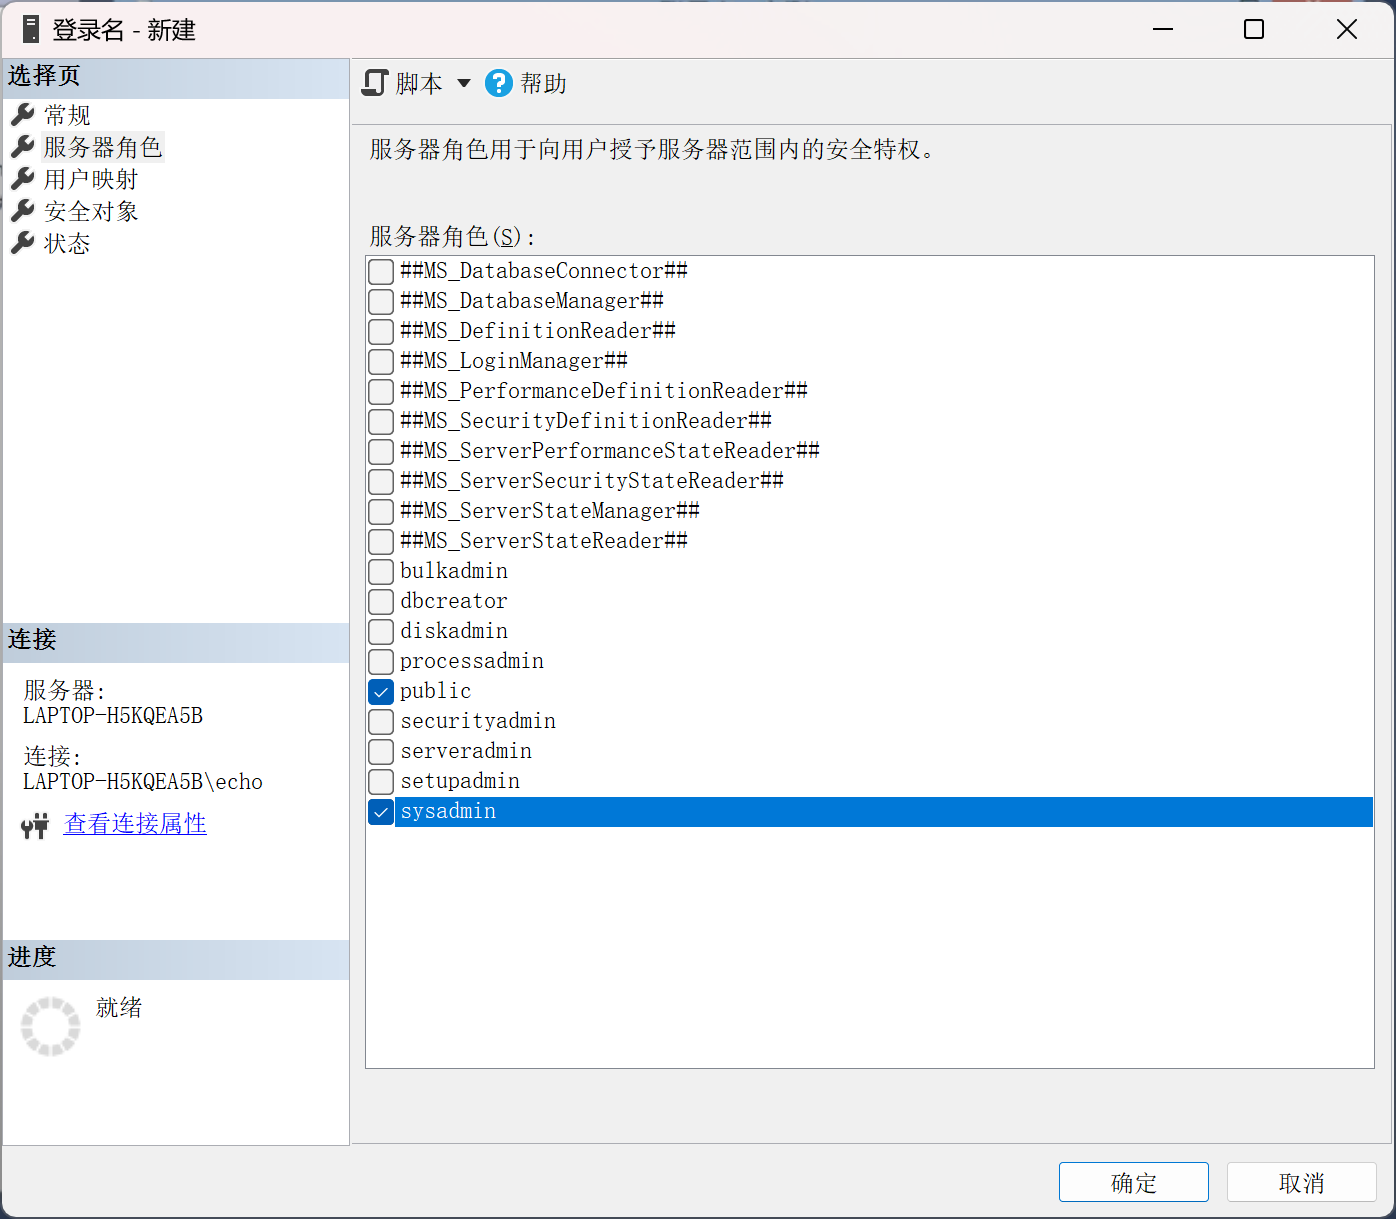 登录名 - 新建
选择页
常规
服务器角色
用户映射
安全对象
状态
连接
服务器:
LAPTOP-H5KQEA5B
连接:
LAPTOP-H5KQEA5B\echo
查看连接属性
进度
就绪
脚本
帮助
服务器角色用于向用户授予服务器范围内的安全特权。
服务器角色(S):
##MS_DatabaseConnector##
##MS_DatabaseManager##
##MS_DefinitionReader##
##MS_LoginManager##
##MS_PerformanceDefinitionReader##
##MS_SecurityDefinitionReader##
##MS_ServerPerformanceStateReader##
##MS_ServerSecurityStateReader##
##MS_ServerStateManager##
##MS_ServerStateReader##
bulkadmin
dbcreator
diskadmin
processadmin
public
securityadmin
serveradmin
setupadmin
sysadmin
确定
取消